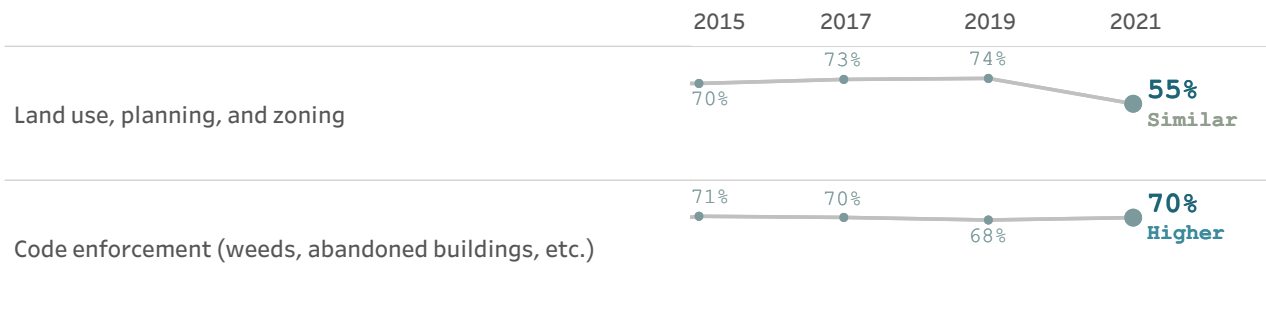 2015 2017 2019 2021
73% 74%
70% 55%
Land use, planning, and zoning Similar
71% 70% 70%
68% Higher
Code enforcement (weeds, abandoned buildings, etc.)